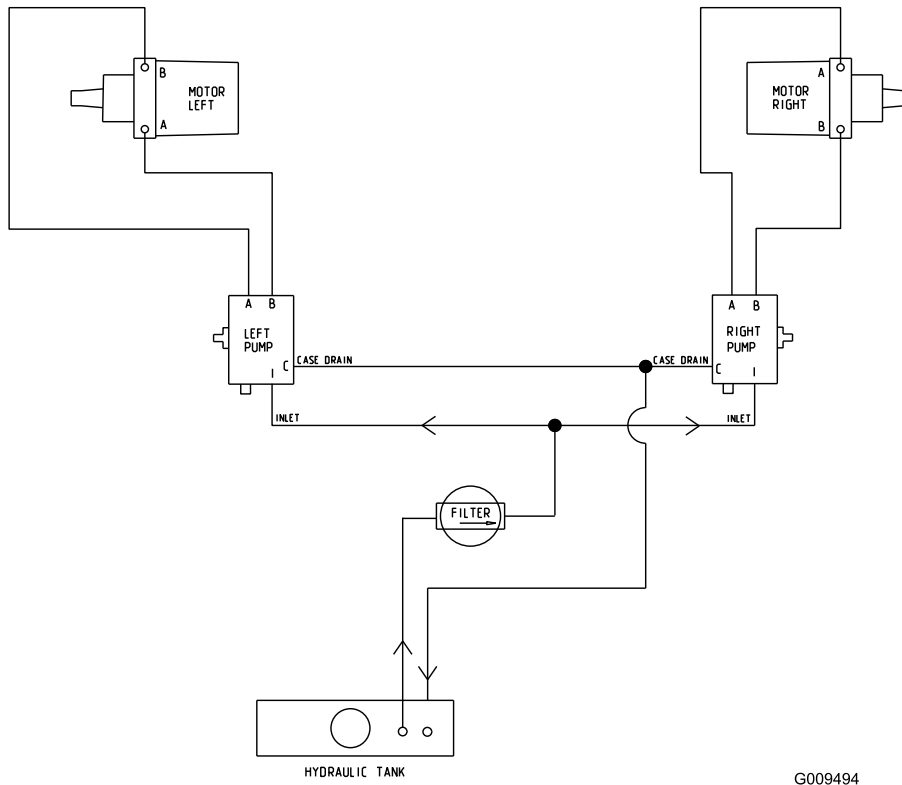 B
MOTOR
LEFT
A
A
MOTOR
RIGHT
B
A B
LEFT
PUMP
C
I
CASE DRAIN
INLET
A B
RIGHT
PUMP
C
I
CASE DRAIN
INLET
FILTER
HYDRAULIC TANK
G009494